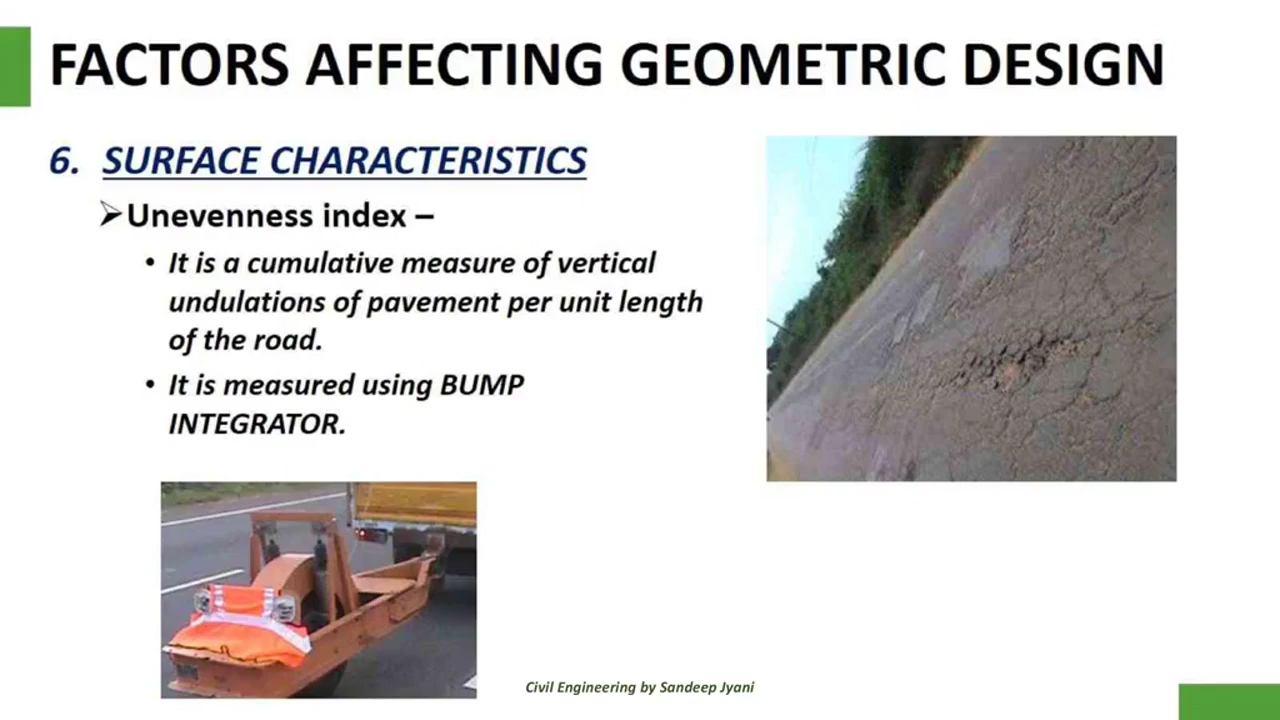 FACTORS AFFECTING GEOMETRIC DESIGN
6. SURFACE CHARACTERISTICS
➢Unevenness index –
• It is a cumulative measure of vertical
undulations of pavement per unit length
of the road.
• It is measured using BUMP
INTEGRATOR.
Civil Engineering by Sandeep Jyani